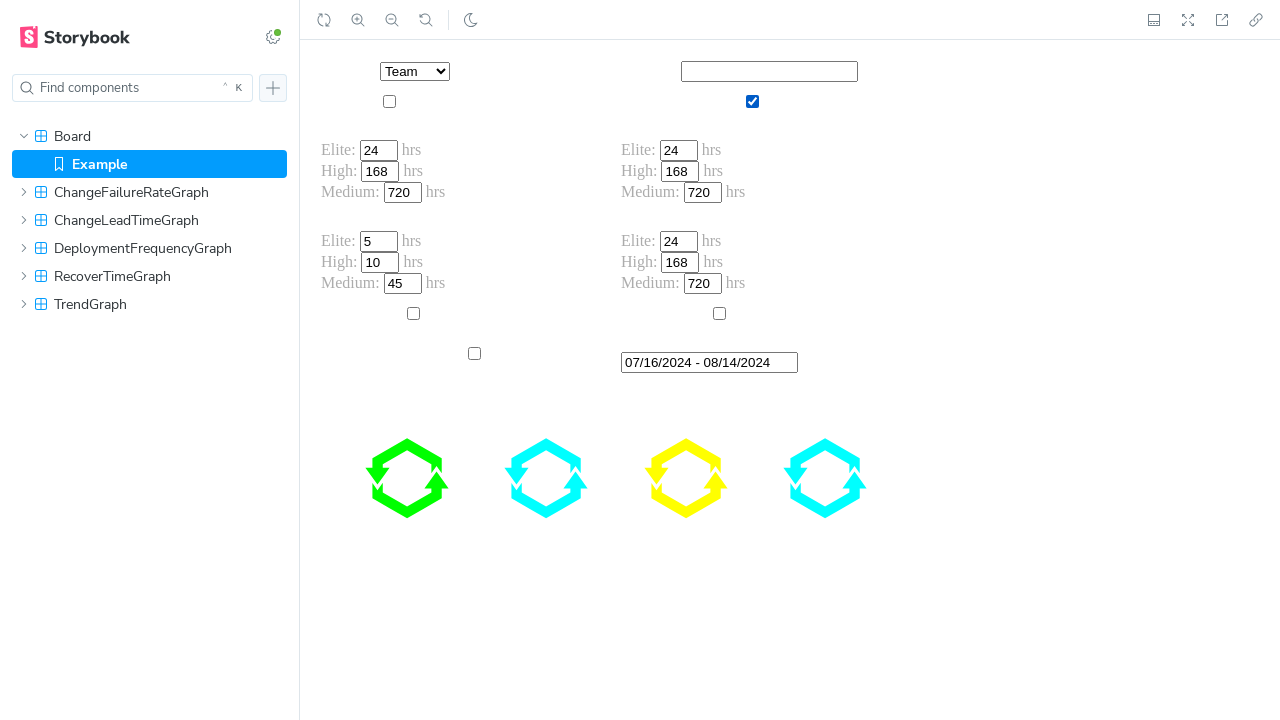 Storybook
Find components
^ K
Board
Example
ChangeFailureRateGraph
ChangeLeadTimeGraph
DeploymentFrequencyGraph
RecoverTimeGraph
TrendGraph
Team
Elite: 24 hrs
High: 168 hrs
Medium: 720 hrs
Elite: 24 hrs
High: 168 hrs
Medium: 720 hrs
Elite: 5 hrs
High: 10 hrs
Medium: 45 hrs
Elite: 24 hrs
High: 168 hrs
Medium: 720 hrs
07/16/2024 - 08/14/2024